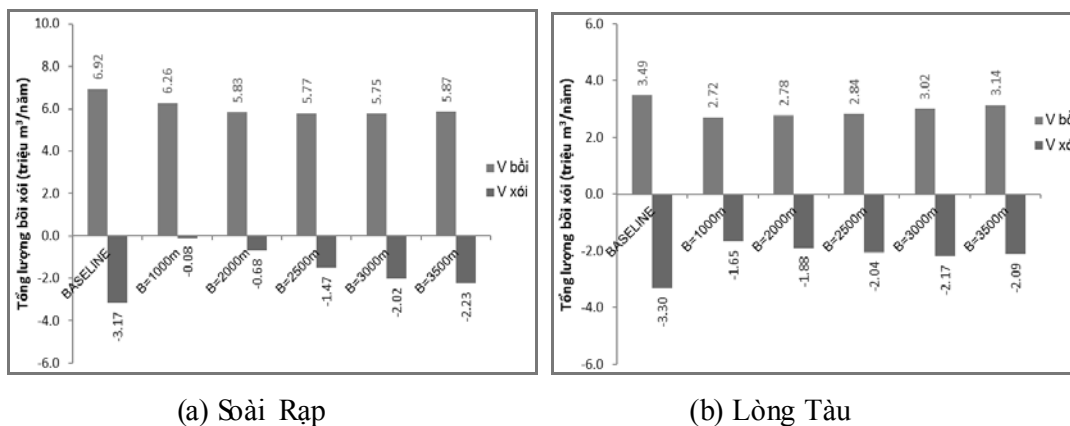 Tổng lượng bồi xói (triệu m³/năm)
10.0
8.0
6.0
4.0
2.0
0.0
-2.0
-4.0
-6.0
6.92
6.26
5.83
5.77
5.75
5.87
BASELINE
B=1000m
B=2000m
B=2500m
B=3000m
B=3500m
-3.17
-0.08
-0.68
-1.47
-2.02
-2.23
V bồi
V xói
(a) Soài Rạp
Tổng lượng bồi xói (triệu m³/năm)
6.0
4.0
2.0
0.0
-2.0
-4.0
-6.0
3.49
2.72
2.78
2.84
3.02
3.14
BASELINE
B=1000m
B=2000m
B=2500m
B=3000m
B=3500m
-3.30
-1.65
-1.88
-2.04
-2.17
-2.09
V bồ
V xó
(b) Lòng Tàu